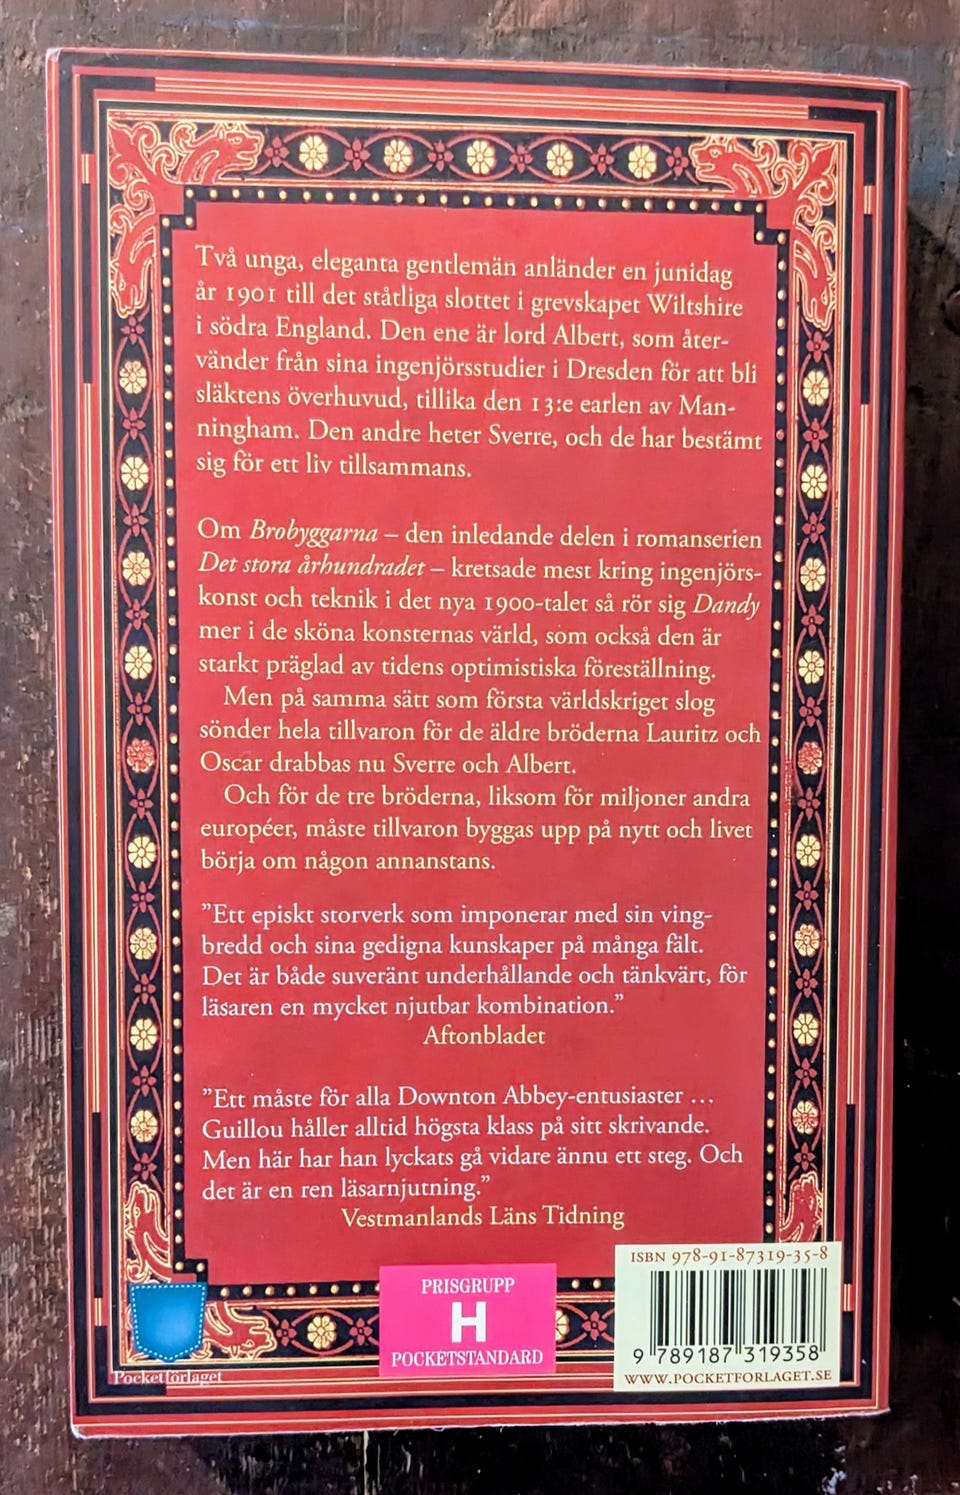 Två unga, eleganta gentlemän anländer en junidag
år 1901 till det ståtliga slottet i grevskapet Wiltshire
i södra England. Den ene är lord Albert, som åter-
vänder från sina ingenjörsstudier i Dresden för att bli
släktens överhuvud, tillika den 13:e earlen av Man-
ningham. Den andre heter Sverre, och de har bestämt
sig för ett liv tillsammans.
Om Brobyggarna – den inledande delen i romanserien
Det stora århundradet – kretsade mest kring ingenjörs-
konst och teknik i det nya 1900-talet så rör sig Dandy
mer i de sköna konsternas värld, som också den är
starkt präglad av tidens optimistiska föreställning.
Men på samma sätt som första världskriget slog
sönder hela tillvaron för de äldre bröderna Lauritz och
Oscar drabbas nu Sverre och Albert.
Och för de tre bröderna, liksom för miljoner andra
européer, måste tillvaron byggas upp på nytt och livet
börja om någon annanstans.
”Ett episkt storverk som imponerar med sin ving-
bredd och sina gedigna kunskaper på många fält.
Det är både suveränt underhållande och tänkvärt, för
läsaren en mycket njutbar kombination.”
Aftonbladet
”Ett måste för alla Downton Abbey-entusiaster …
Guillou håller alltid högsta klass på sitt skrivande.
Men här har han lyckats gå vidare ännu ett steg. Och
det är en ren läsarnjutning.”
Vestmanlands Läns Tidning
Pocketförlaget
PRISGRUPP
H
POCKETSTANDARD
ISBN 978-91-87319-35-8
9 789187 319358
WWW.POCKETFORLAGET.SE